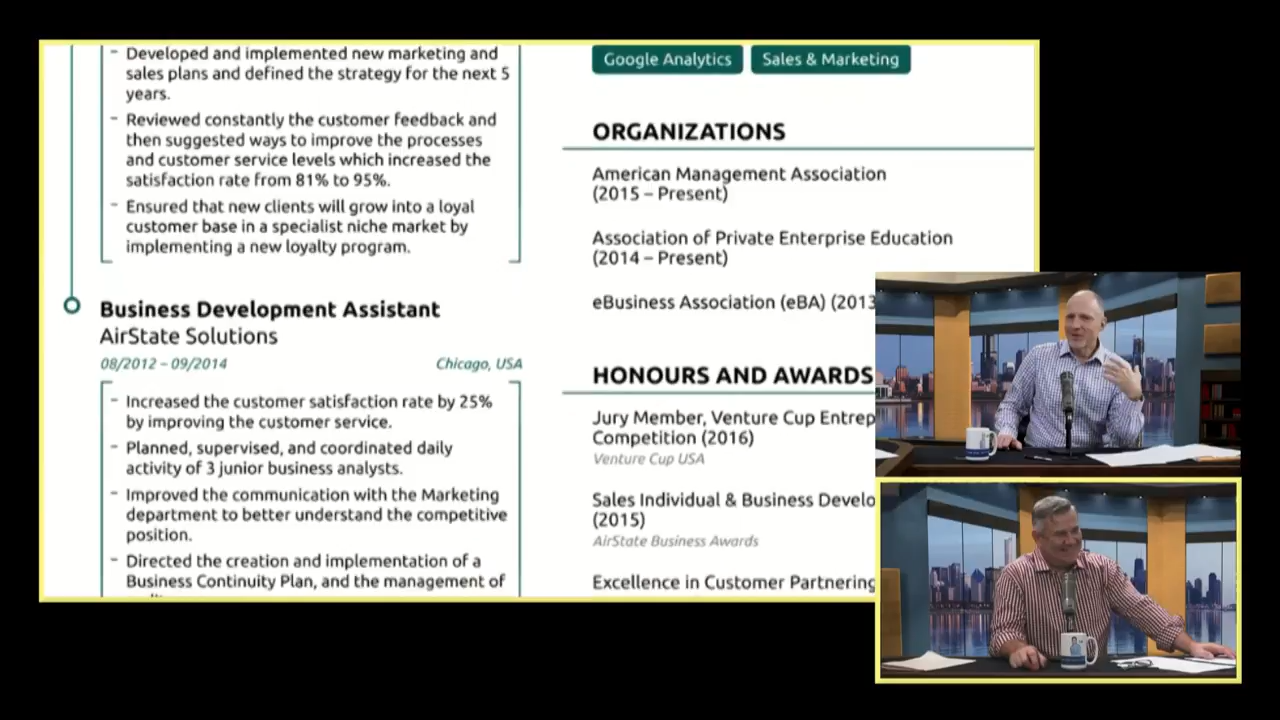 Developed and implemented new marketing and
sales plans and defined the strategy for the next 5
years.
Reviewed constantly the customer feedback and
then suggested ways to improve the processes
and customer service levels which increased the
satisfaction rate from 81% to 95%.
Ensured that new clients will grow into a loyal
customer base in a specialist niche market by
implementing a new loyalty program.
Business Development Assistant
AirState Solutions
08/2012 – 09/2014
Chicago, USA
Increased the customer satisfaction rate by 25%
by improving the customer service.
Planned, supervised, and coordinated daily
activity of 3 junior business analysts.
Improved the communication with the Marketing
department to better understand the competitive
position.
Directed the creation and implementation of a
Business Continuity Plan, and the management of
Google Analytics
Sales & Marketing
ORGANIZATIONS
American Management Association
(2015 – Present)
Association of Private Enterprise Education
(2014 – Present)
eBusiness Association (eBA) (2013
HONOURS AND AWARDS
Jury Member, Venture Cup Entrep
Competition (2016)
Venture Cup USA
Sales Individual & Business Develo
(2015)
AirState Business Awards
Excellence in Customer Partnering